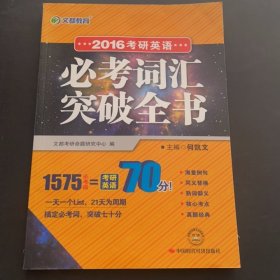 文都教育
2016考研英语
必考词汇
突破全书
文都考研命题研究中心 编
主编 何凯文
1575 = 考研英语 70分!
一天一个List, 21天为周期
搞定必考词, 突破七十分
海量例句
同义替换
熟词僻义
核心考点
真题经典